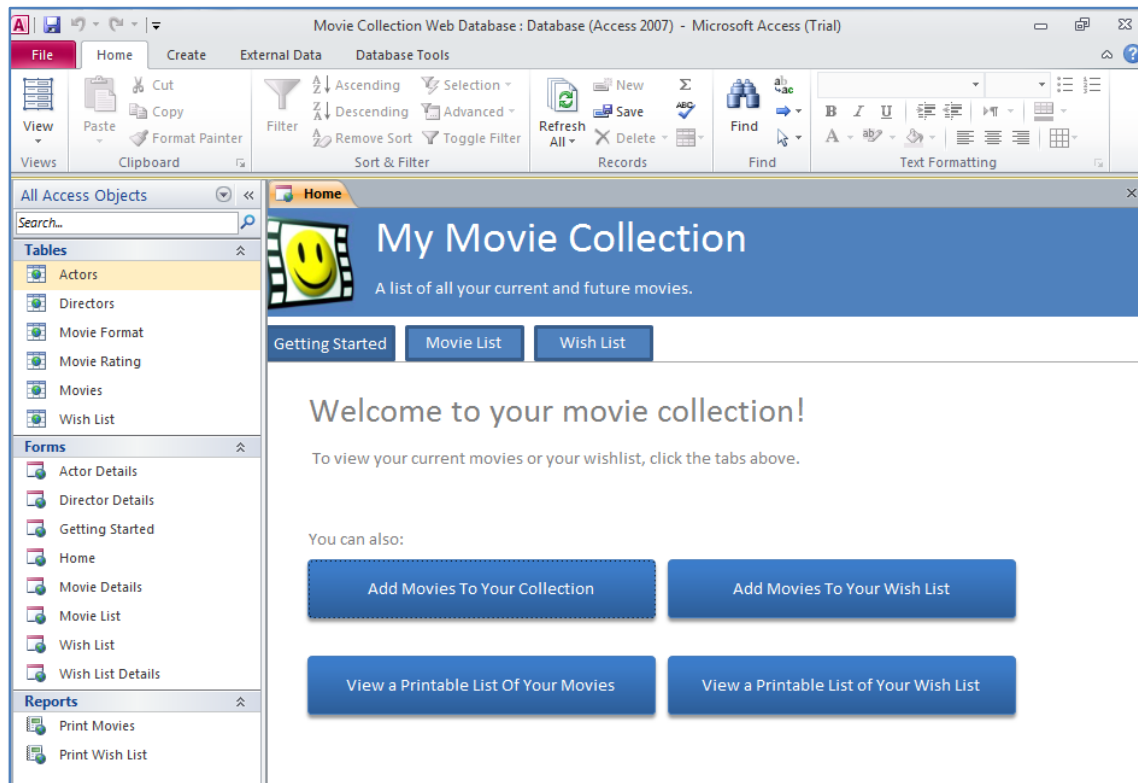 A Movie Collection Web Database : Database (Access 2007) - Microsoft Access (Trial)
File Home Create External Data Database Tools
View
Paste
Cut
Copy
Format Painter
Filter
Ascending
Descending
Remove Sort
Selection
Advanced
Toggle Filter
Refresh
All
New
Save
Delete
Σ
ABC
Find
ab
ac
B I U
A ab
Views Clipboard Sort & Filter Records Find Text Formatting
All Access Objects
Search...
Tables
Actors
Directors
Movie Format
Movie Rating
Movies
Wish List
Forms
Actor Details
Director Details
Getting Started
Home
Movie Details
Movie List
Wish List
Wish List Details
Reports
Print Movies
Print Wish List
Home
My Movie Collection
A list of all your current and future movies.
Getting Started Movie List Wish List
Welcome to your movie collection!
To view your current movies or your wishlist, click the tabs above.
You can also:
Add Movies To Your Collection Add Movies To Your Wish List
View a Printable List Of Your Movies View a Printable List of Your Wish List